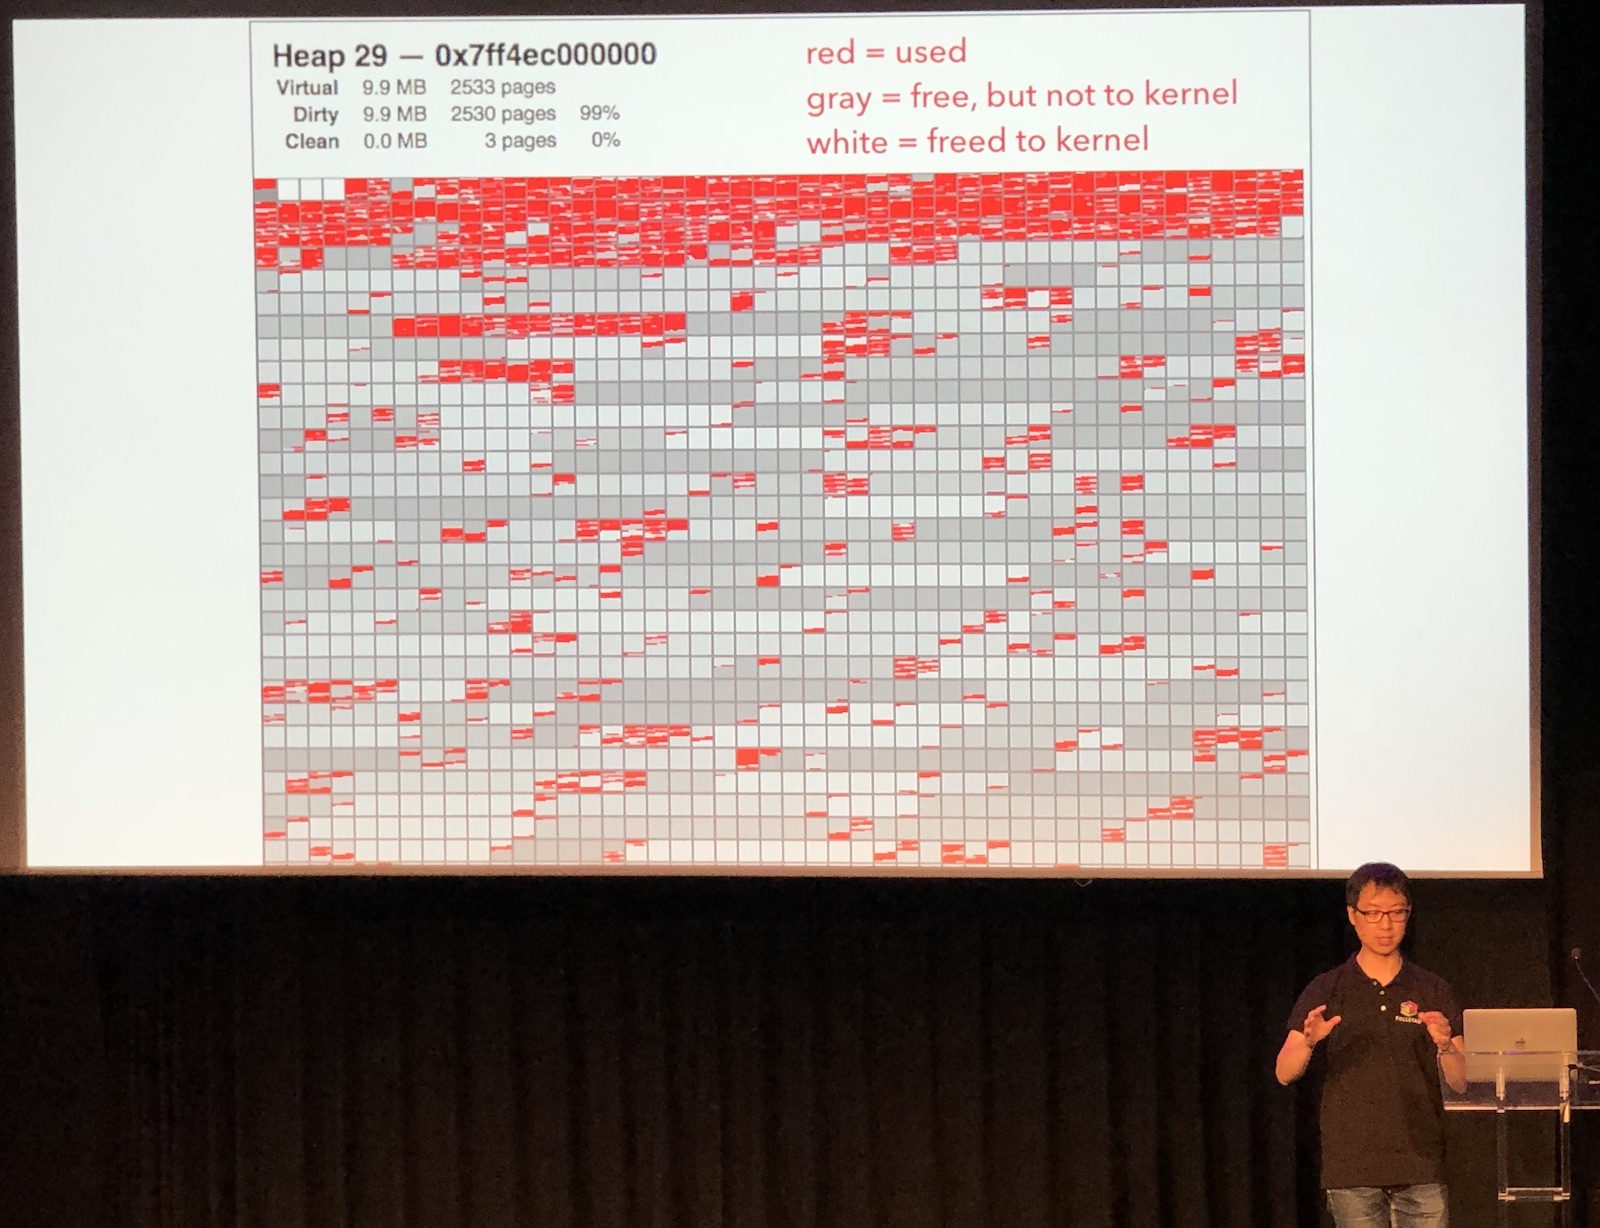 Heap 29 — 0x7ff4ec000000
Virtual 9.9 MB 2533 pages
Dirty 9.9 MB 2530 pages 99%
Clean 0.0 MB 3 pages 0%
red = used
gray = free, but not to kernel
white = freed to kernel